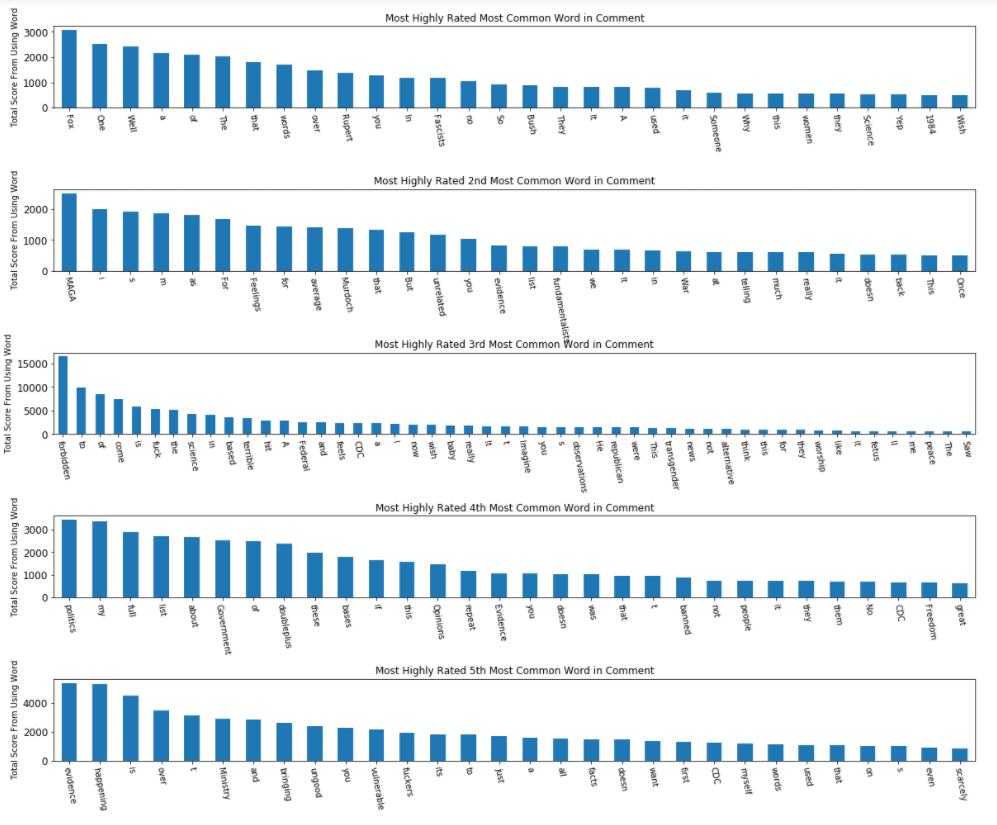 Most Highly Rated Most Common Word in Comment
Total Score From Using Word
3000
2000
1000
0
Fox One Well a of The that words over Rupert you In Fascists no So Bush They It A used it Someone Why this women they Science Yep 1984 Wish
Most Highly Rated 2nd Most Common Word in Comment
Total Score From Using Word
2000
1000
0
MAGA I s m as For Feelings for average Murdoch that But unrelated you evidence list fundamentalists we It in War at telling much really it doesn back This Once
Most Highly Rated 3rd Most Common Word in Comment
Total Score From Using Word
15000
10000
5000
0
forbidden to of come is fuck the science in based terrible hit A Federal and feels CDC a I now wish baby really It t Imagine you s observations He republican were This transgender news not alternative think this for they worship like it fetus ll me peace The Saw
Most Highly Rated 4th Most Common Word in Comment
Total Score From Using Word
3000
2000
1000
0
politics my full list about Government of doubleplus these bases if this Opinions repeat Evidence you doesn was that t banned not people it they them No CDC Freedom great
Most Highly Rated 5th Most Common Word in Comment
Total Score From Using Word
4000
2000
0
evidence happening is over t Ministry and bringing ungood you vulnerable fuckers its to just a all facts doesn want first CDC myself words used that on s even scarcely